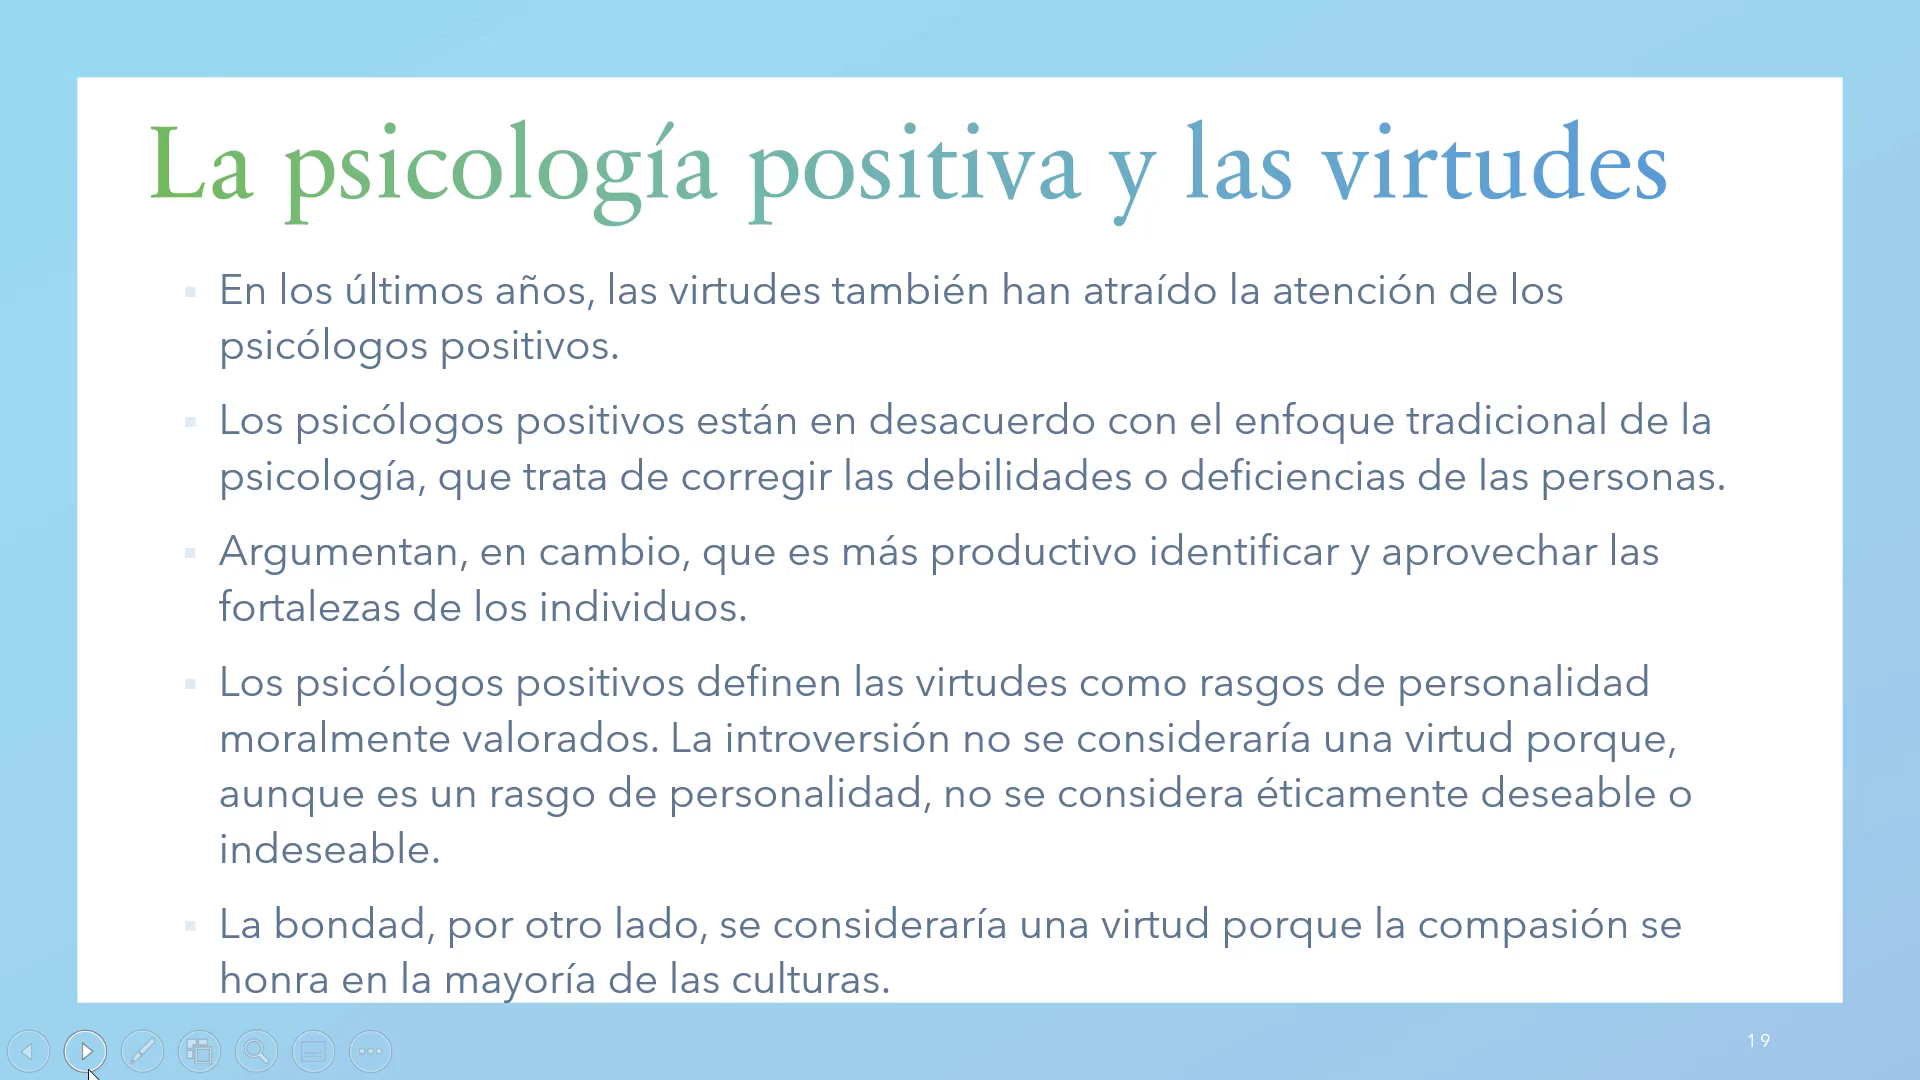 La psicología positiva y las virtudes
En los últimos años, las virtudes también han atraído la atención de los
psicólogos positivos.
Los psicólogos positivos están en desacuerdo con el enfoque tradicional de la
psicología, que trata de corregir las debilidades o deficiencias de las personas.
Argumentan, en cambio, que es más productivo identificar y aprovechar las
fortalezas de los individuos.
Los psicólogos positivos definen las virtudes como rasgos de personalidad
moralmente valorados. La introversión no se consideraría una virtud porque,
aunque es un rasgo de personalidad, no se considera éticamente deseable o
indeseable.
La bondad, por otro lado, se consideraría una virtud porque la compasión se
honra en la mayoría de las culturas.
19